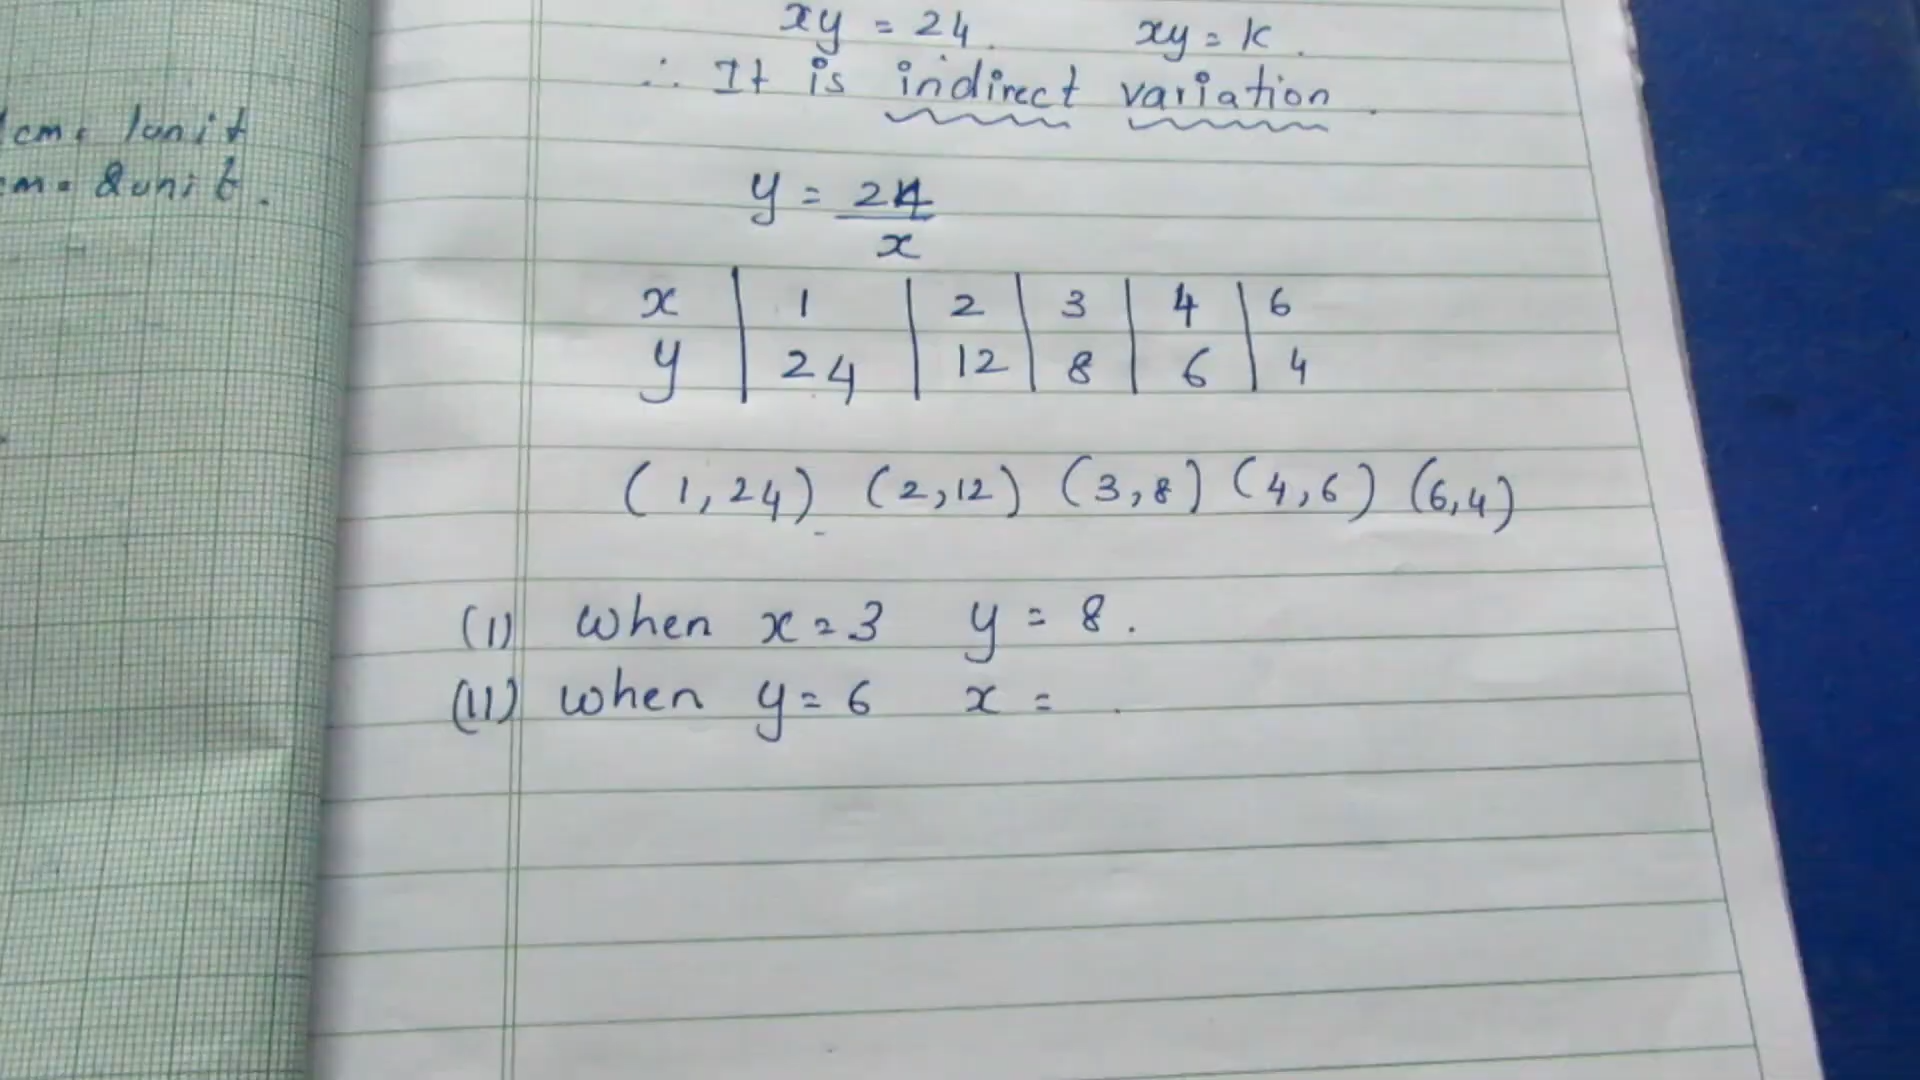 1cm = 1unit
cm = 2unit.
xy = 24. xy = k.
∴ It is indirect variation.
y = 24
x
x | 1 | 2 | 3 | 4 | 6
y | 24 | 12 | 8 | 6 | 4
(1,24) (2,12) (3,8) (4,6) (6,4)
(I) when x = 3 y = 8.
(II) when y = 6 x = .